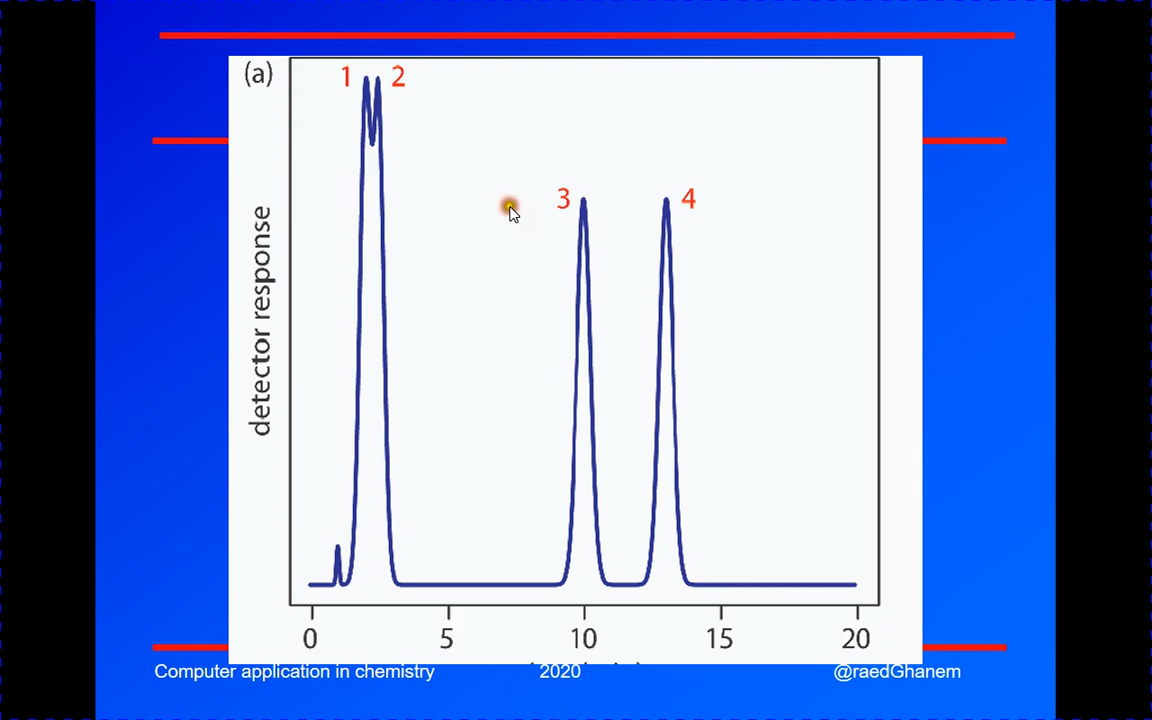 (a)
1 2
3 4
detector response
0 5 10 15 20
Computer application in chemistry 2020 @raedGhanem